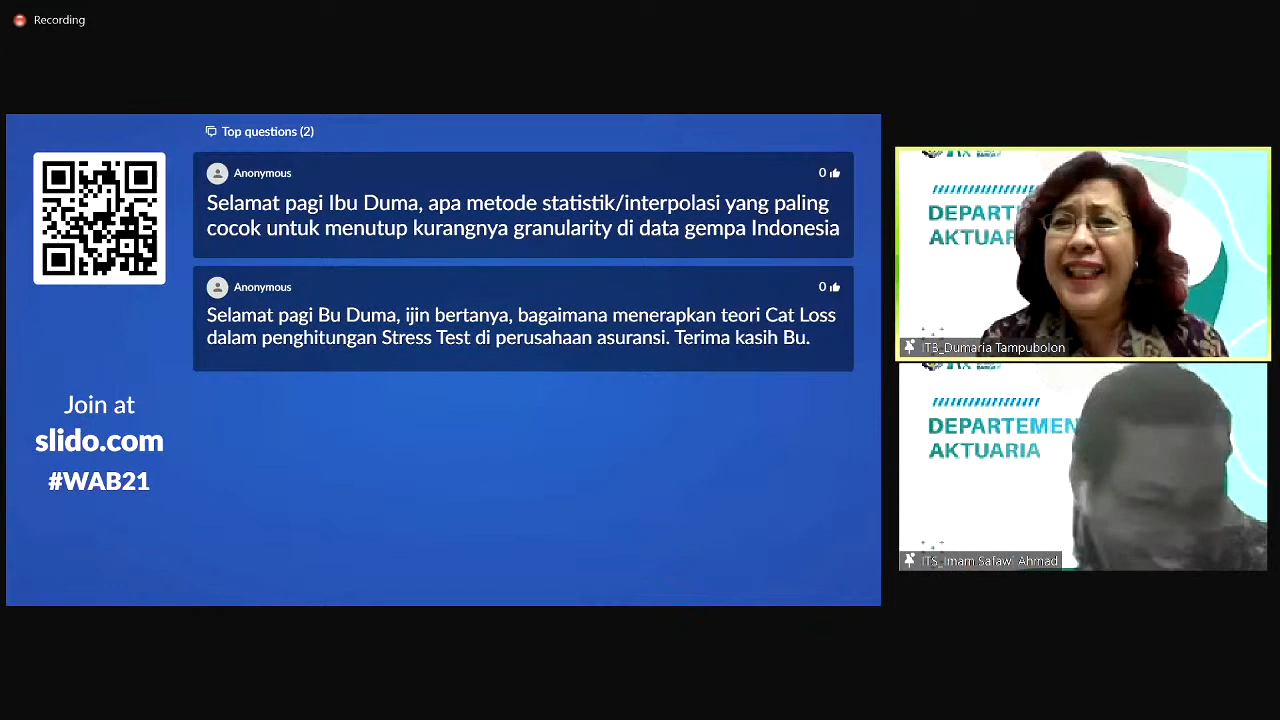 Recording
Top questions (2)
Anonymous
0
Selamat pagi Ibu Duma, apa metode statistik/interpolasi yang paling
cocok untuk menutup kurangnya granularity di data gempa Indonesia
Anonymous
0
Selamat pagi Bu Duma, ijin bertanya, bagaimana menerapkan teori Cat Loss
dalam penghitungan Stress Test di perusahaan asuransi. Terima kasih Bu.
Join at
slido.com
#WAB21
DEPARTE
AKTUAR
ITB_Dumaria Tampubolon
DEPARTEMEN
AKTUARIA
ITS_Imam Safawi Ahmad